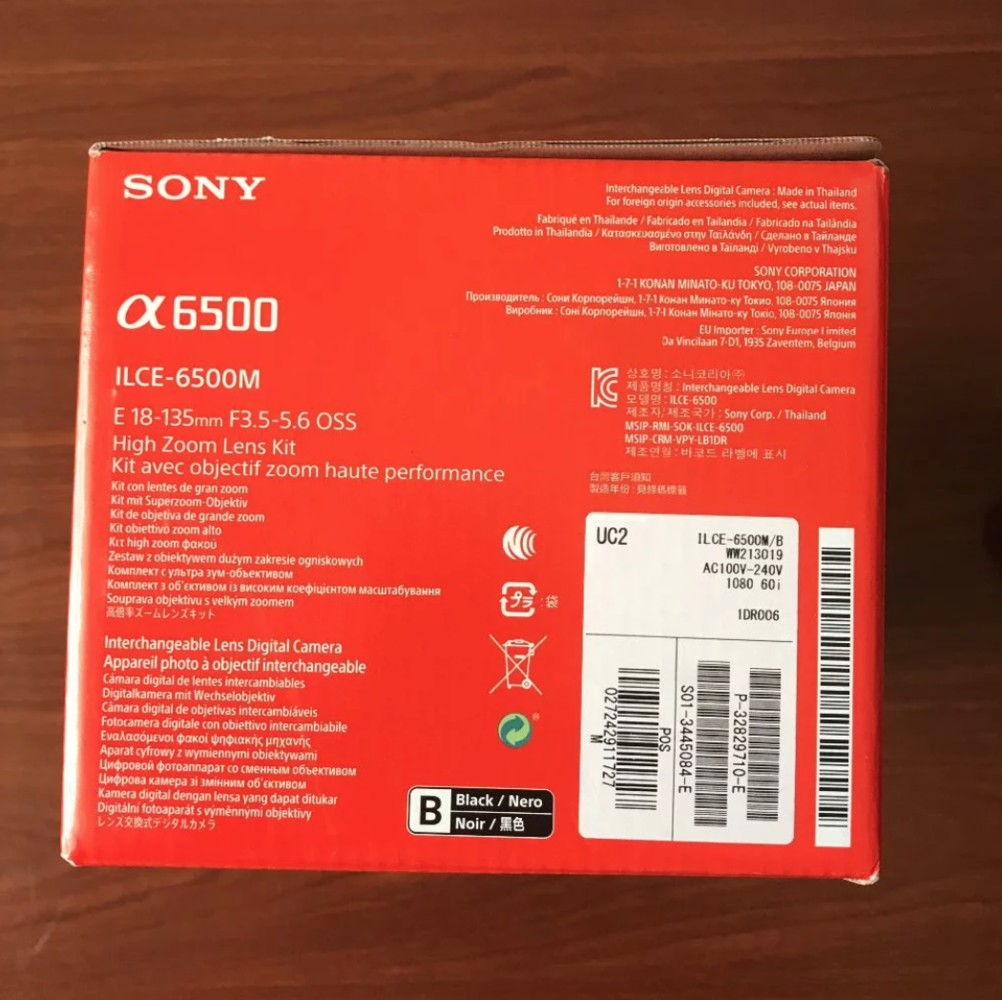 SONY
α6500
ILCE-6500M
E 18-135mm F3.5-5.6 OSS
High Zoom Lens Kit
Kit avec objectif zoom haute performance
Kit con lentes de gran zoom
Kit mit Superzoom-Objektiv
Kit de objetiva de grande zoom
Kit obiettivo zoom alto
Κιτ high zoom φακού
Zestaw z obiektywem o dużym zakresie ogniskowych
Комплект с ультра зум-объективом
Комплект з об'єктивом із високим коефіцієнтом масштабування
Souprava objektivu s velkým zoomem
高倍率ズームレンズキット
Interchangeable Lens Digital Camera
Appareil photo à objectif interchangeable
Cámara digital de lentes intercambiables
Digitalkamera mit Wechselobjektiv
Câmara digital de objetivas intercambiáveis
Fotocamera digitale con obiettivo intercambiabile
Εναλασόμενοι φακοί ψηφιακής μηχανής
Aparat cyfrowy z wymiennymi obiektywami
Цифровой фотоаппарат со сменным объективом
Цифрова камера зі змінним об'єктивом
Kamera digital dengan lensa yang dapat ditukar
Digitální fotoaparát s výměnnými objektivy
レンズ交換式デジタルカメラ
Interchangeable Lens Digital Camera : Made in Thailand
For foreign origin accessories included, see actual items.
Fabriqué en Thaïlande / Fabricado en Tailandia / Fabricado na Tailândia
Prodotto in Thailandia / Κατασκευασμένο στην Ταϊλάνδη / Сделано в Таиланде
Виготовлено в Таїланді / Vyrobeno v Thajsku
SONY CORPORATION
1-7-1 KONAN MINATO-KU TOKYO, 108-0075 JAPAN
Производитель : Сони Корпорейшн, 1-7-1 Конан Минато-ку Токио, 108-0075 Япония
Виробник : Соні Корпорейшн, 1-7-1 Конан Мінато-ку Токіо, 108-0075 Японія
EU Importer : Sony Europe Limited
Da Vincilaan 7-D1, 1935 Zaventem, Belgium
상호명 : 소니코리아㈜
제품명칭 : Interchangeable Lens Digital Camera
모델명 : ILCE-6500
제조자/제조국가 : Sony Corp. / Thailand
MSIP-RMI-SOK-ILCE-6500
MSIP-CRM-VPY-LB1DR
제조연월 : 바코드 라벨에 표시
台灣客戶須知
製造年份 : 見條碼標籤
プラ : 袋
B
Black / Nero
Noir / 黒色
UC2
ILCE-6500M/B
WW213019
AC100V-240V
1080 60i
1DR006
027242911727
M
POS
S01-3445084-E
P-32829710-E